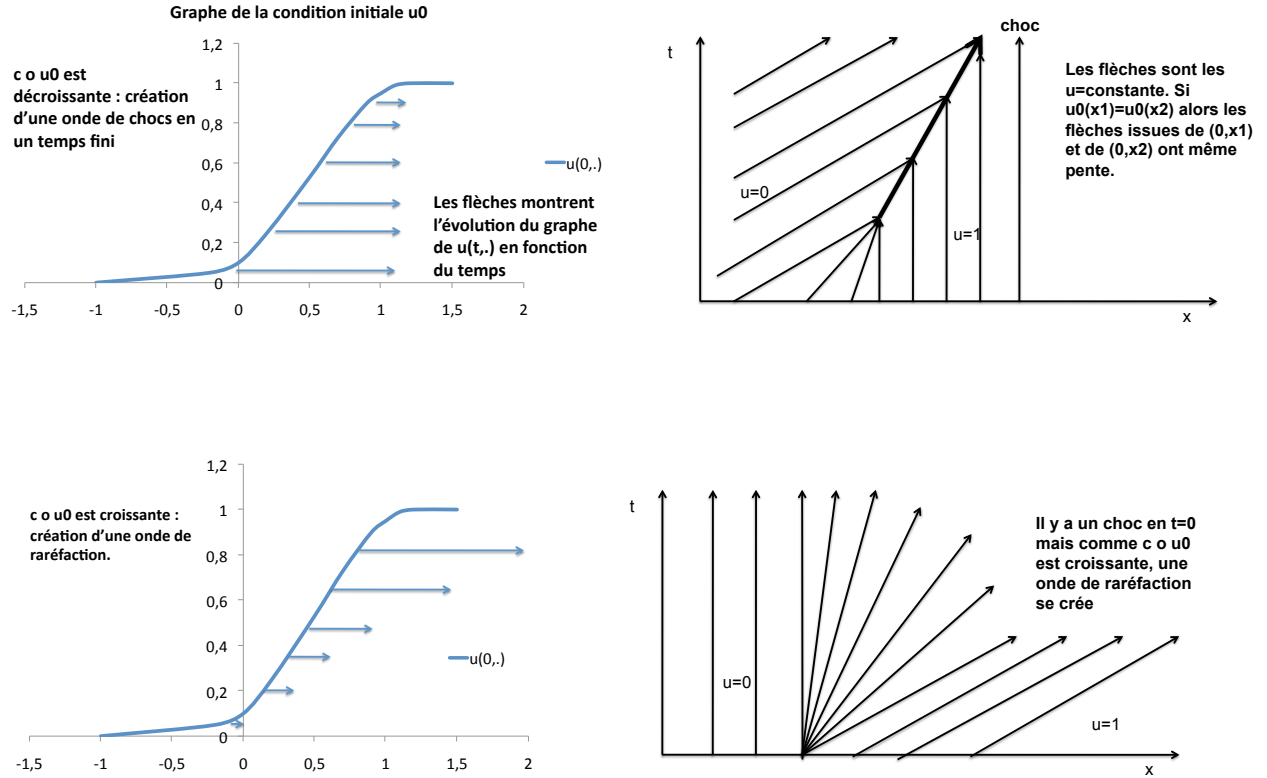 Graphe de la condition initiale u0
c o u0 est
décroissante : création
d'une onde de chocs en
un temps fini
1,2
1
0,8
0,6
0,4
0,2
0
-1,5 -1 -0,5 0 0,5 1 1,5 2
u(0,.)
Les flèches montrent
l'évolution du graphe
de u(t,.) en fonction
du temps
t
choc
u=0
u=1
x
Les flèches sont les
u=constante. Si
u0(x1)=u0(x2) alors les
flèches issues de (0,x1)
et de (0,x2) ont même
pente.
c o u0 est croissante :
création d'une onde de
raréfaction.
1,2
1
0,8
0,6
0,4
0,2
0
-1,5 -1 -0,5 0 0,5 1 1,5 2
u(0,.)
t
u=0
u=1
x
Il y a un choc en t=0
mais comme c o u0
est croissante, une
onde de raréfaction
se crée